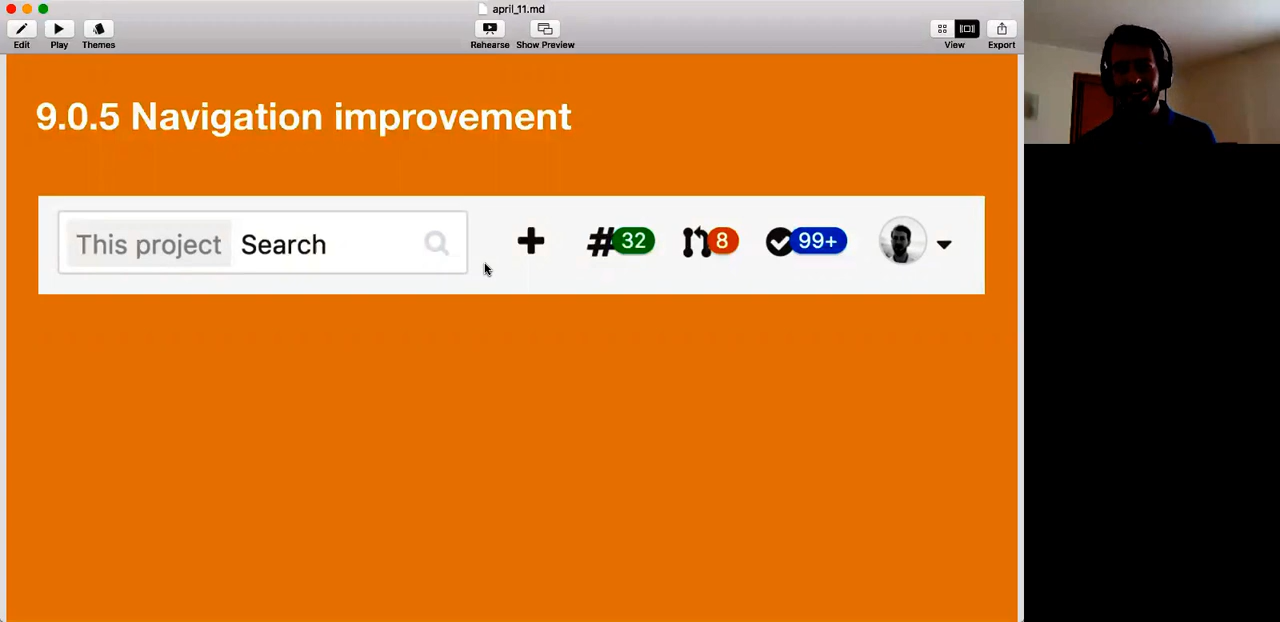 april_11.md
Edit Play Themes Rehearse Show Preview View Export
9.0.5 Navigation improvement
This project Search 32 8 99+